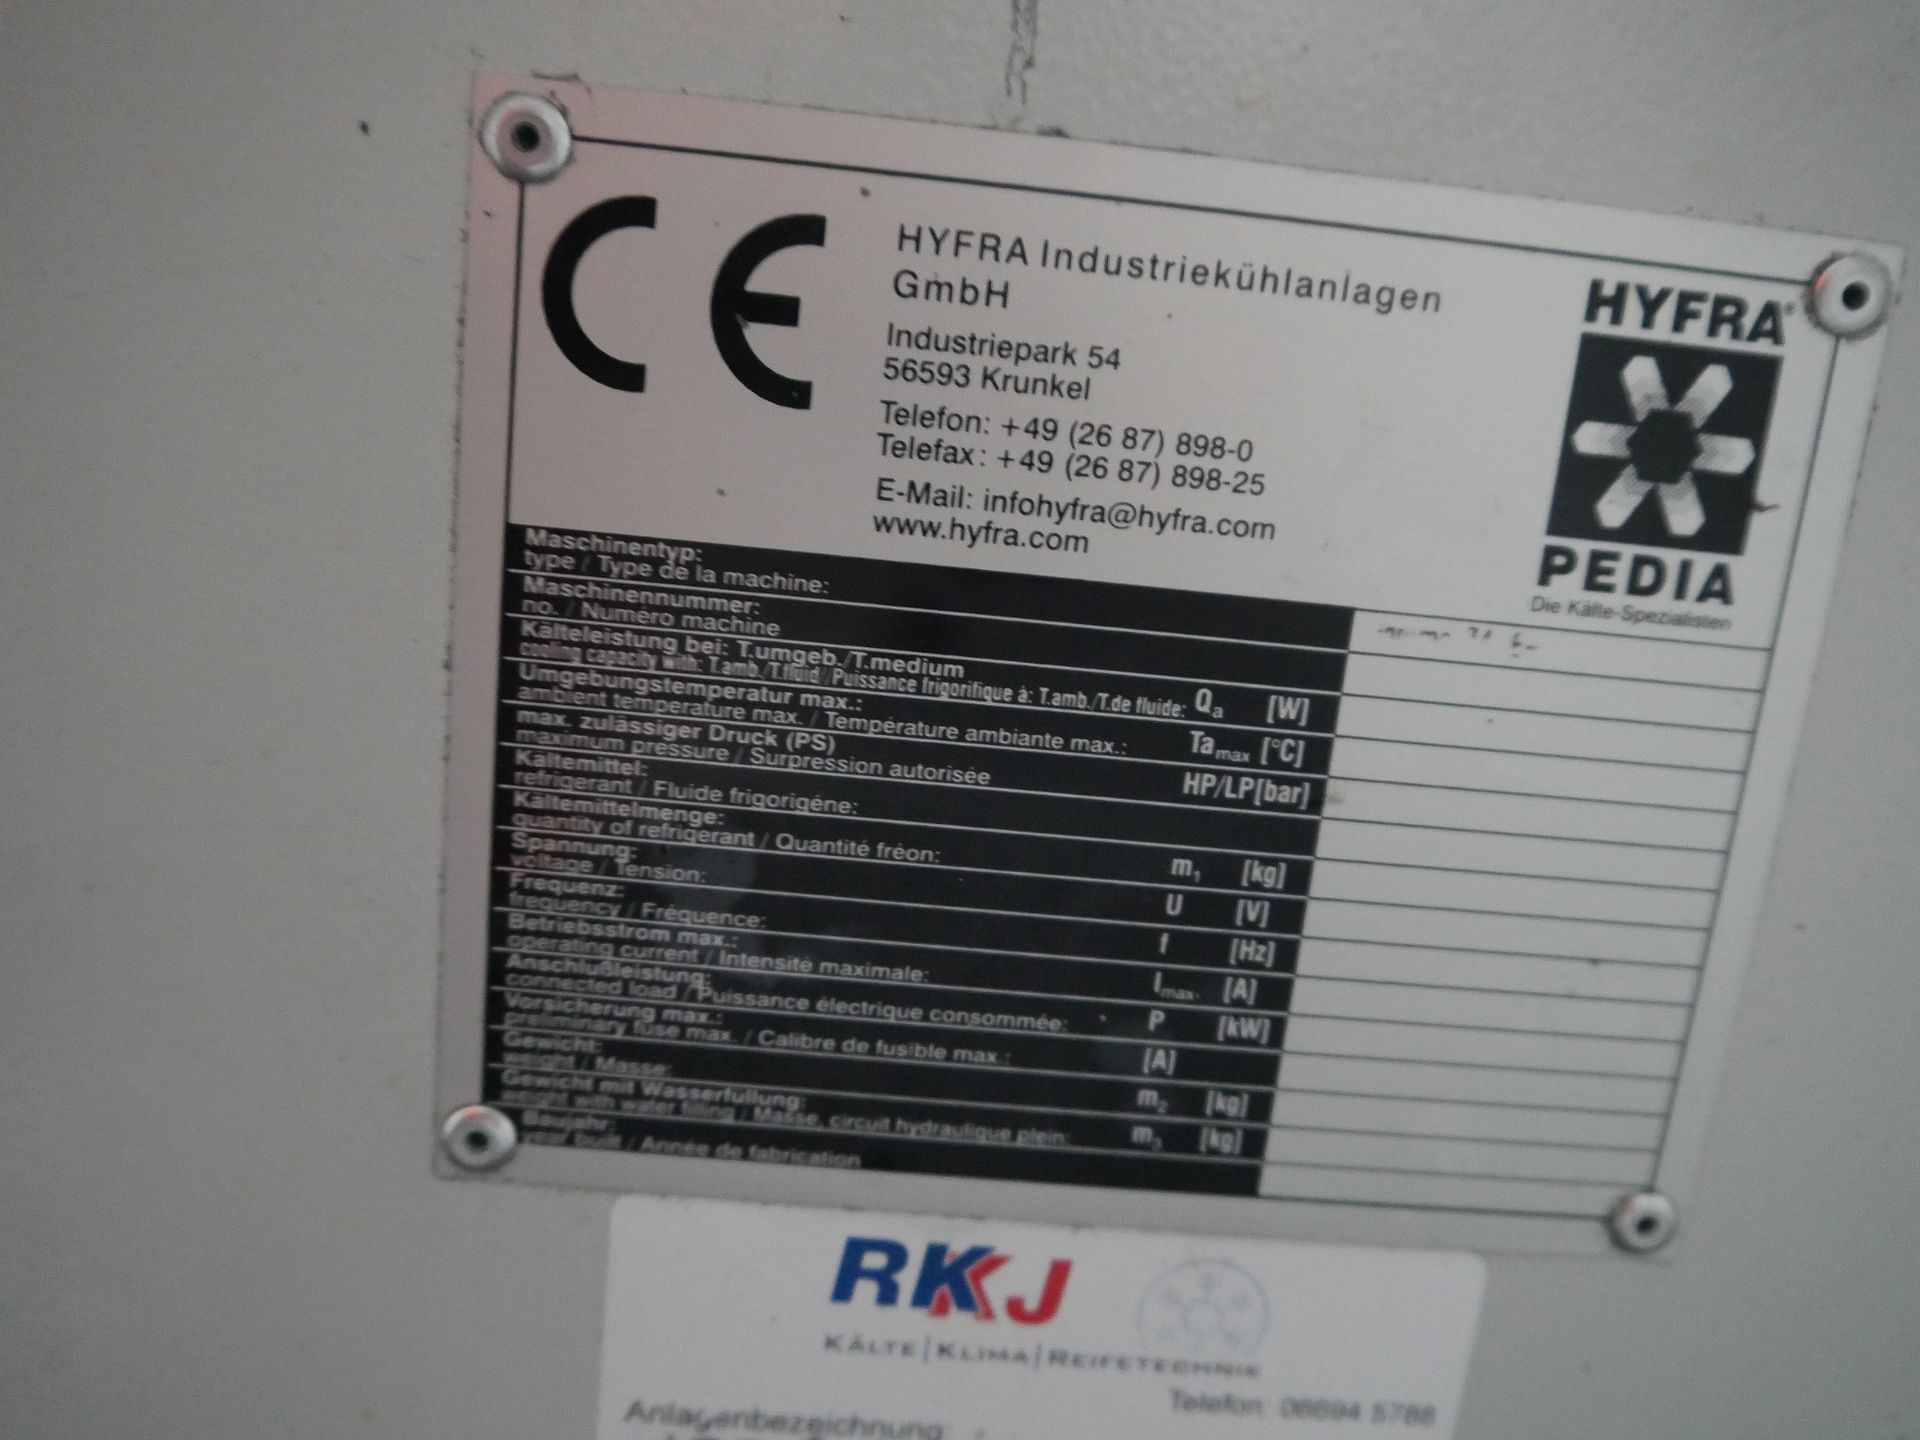 CE
HYFRA Industriekühlanlagen
GmbH
Industriepark 54
56593 Krunkel
Telefon: +49 (26 87) 898-0
Telefax: +49 (26 87) 898-25
E-Mail: infohyfra@hyfra.com
www.hyfra.com
HYFRA®
PEDIA
Die Kälte-Spezialisten
Maschinentyp:
type / Type de la machine:
Maschinennummer:
no. / Numéro machine
Kälteleistung bei: T.umgeb./T.medium
cooling capacity with: T.amb./T.fluid / Puissance frigorifique à: T.amb./T.de fluide: Qa [W]
Umgebungstemperatur max.:
ambient temperature max. / Température ambiante max.: Ta max [°C]
max. zulässiger Druck (PS)
maximum pressure / Surpression autorisée HP/LP[bar]
Kältemittel:
refrigerant / Fluide frigorigéne:
Kältemittelmenge:
quantity of refrigerant / Quantité fréon: m1 [kg]
Spannung:
voltage / Tension: U [V]
Frequenz:
frequency / Fréquence: f [Hz]
Betriebsstrom max.:
operating current / Intensité maximale: Imax. [A]
Anschlußleistung:
connected load / Puissance électrique consommée: P [kW]
Vorsicherung max.:
preliminary fuse max. / Calibre de fusible max.: [A]
Gewicht:
weight / Masse: m2 [kg]
Gewicht mit Wasserfüllung:
weight with water filling / Masse, circuit hydraulique plein: m3 [kg]
Baujahr:
year built / Année de fabrication
RKJ
KÄLTE | KLIMA | REIFETECHNIK
Telefon: 06694 5788
Anlagenbezeichnung: